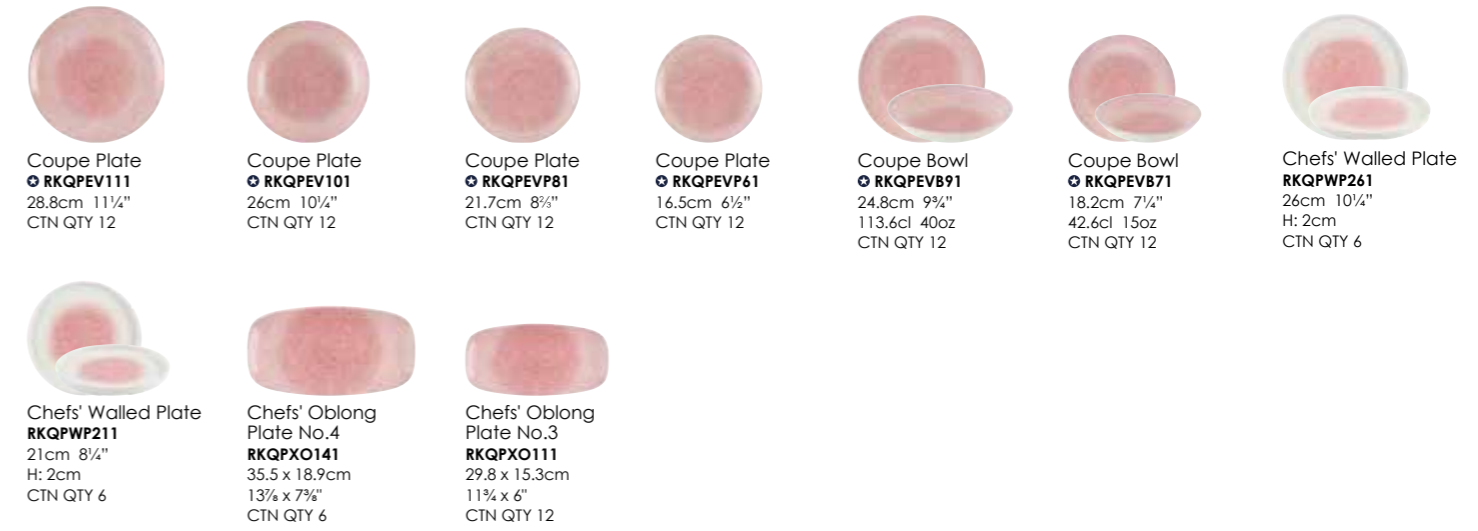 Coupe Plate
✪ RKQPEV111
28.8cm 11¼”
CTN QTY 12
Coupe Plate
✪ RKQPEV101
26cm 10¼”
CTN QTY 12
Coupe Plate
✪ RKQPEVP81
21.7cm 8⅔”
CTN QTY 12
Coupe Plate
✪ RKQPEVP61
16.5cm 6½”
CTN QTY 12
Coupe Bowl
✪ RKQPEVB91
24.8cm 9¾”
113.6cl 40oz
CTN QTY 12
Coupe Bowl
✪ RKQPEVB71
18.2cm 7¼”
42.6cl 15oz
CTN QTY 12
Chefs' Walled Plate
RKQPWP261
26cm 10¼”
H: 2cm
CTN QTY 6
Chefs' Walled Plate
RKQPWP211
21cm 8¼”
H: 2cm
CTN QTY 6
Chefs' Oblong
Plate No.4
RKQPXO141
35.5 x 18.9cm
13⅞ x 7⅜"
CTN QTY 6
Chefs' Oblong
Plate No.3
RKQPXO111
29.8 x 15.3cm
11¾ x 6"
CTN QTY 12